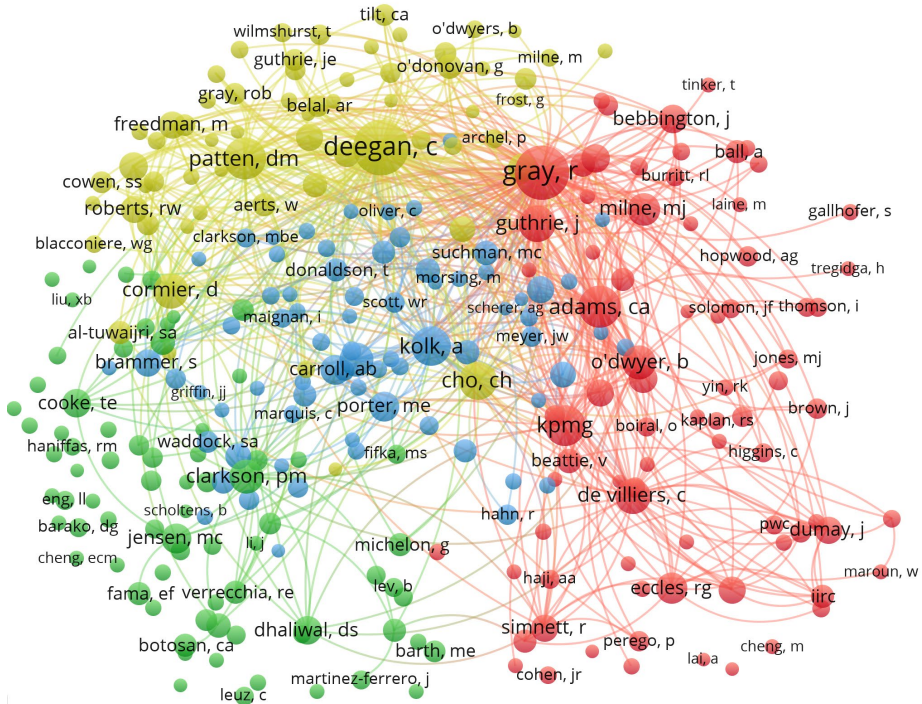 tilt, ca
wilmshurst, t
o'dwyers, b
guthrie, je
milne, m
o'donovan, g
tinker, t
gray, rob
frost, g
belal, ar
bebbington, j
freedman, m
archel, p
deegan, c
patten, dm
ball, a
gray, r
burritt, rl
cowen, ss
roberts, rw
aerts, w
oliver, c
laine, m
milne, mj
gallhofer, s
guthrie, j
clarkson, mbe
blacconiere, wg
suchman, mc
hopwood, ag
donaldson, t
morsing, m
tregidga, h
cormier, d
liu, xb
scott, wr
scherer, ag
adams, ca
solomon, jf
thomson, i
maignan, i
al-tuwaijri, sa
meyer, jw
kolk, a
brammer, s
carroll, ab
o'dwyer, b
jones, mj
cho, ch
griffin, jj
yin, rk
cooke, te
marquis, c
porter, me
brown, j
kaplan, rs
kpmg
boiral, o
haniffas, rm
waddock, sa
fifka, ms
higgins, c
beattie, v
clarkson, pm
de villiers, c
eng, ll
scholtens, b
hahn, r
barako, dg
pwc
dumay, j
jensen, mc
li, j
michelon, g
cheng, ecm
maroun, w
haji, aa
lev, b
eccles, rg
fama, ef
verrecchia, re
iirc
dhaliwal, ds
simnett, r
botosan, ca
perego, p
barth, me
cheng, m
lai, a
cohen, jr
martinez-ferrero, j
leuz, c